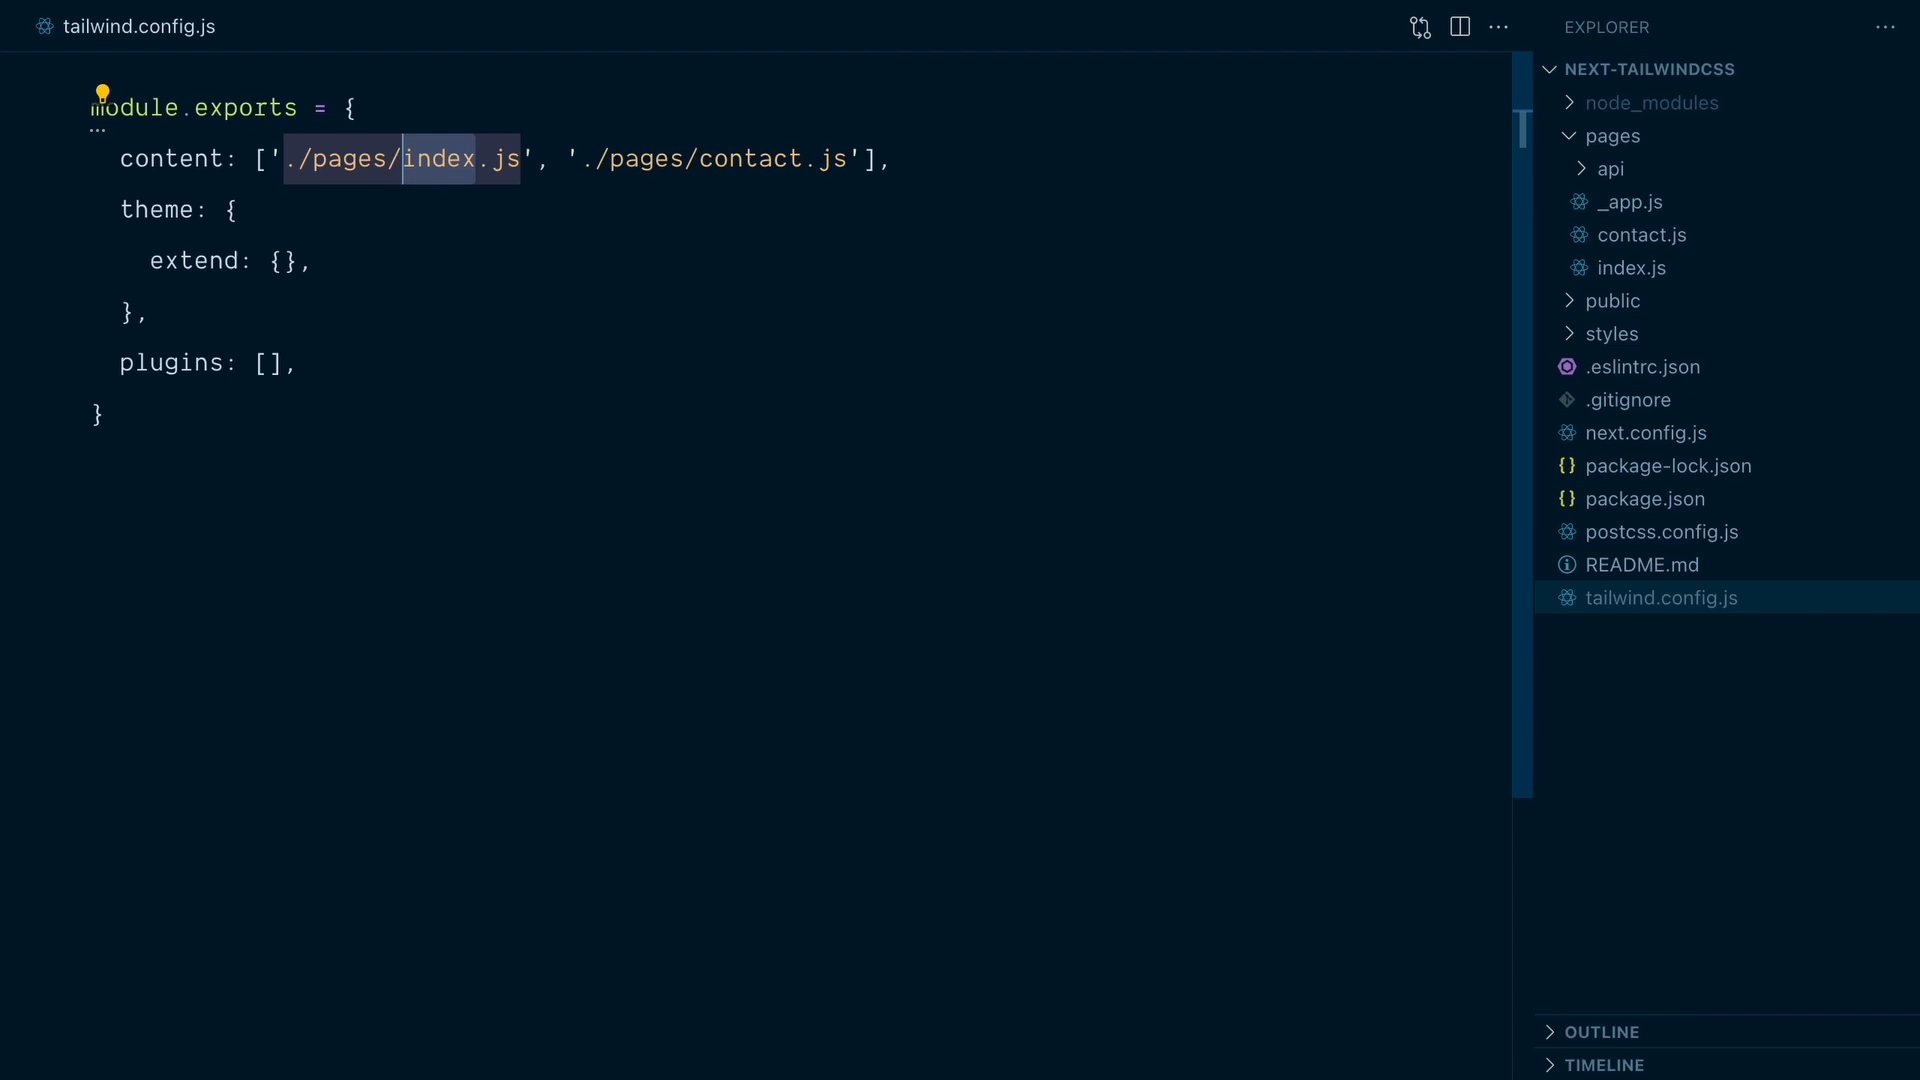 tailwind.config.js
module.exports = {
content: ['./pages/index.js', './pages/contact.js'],
theme: {
extend: {},
},
plugins: [],
}
EXPLORER
NEXT-TAILWINDCSS
node_modules
pages
api
_app.js
contact.js
index.js
public
styles
.eslintrc.json
.gitignore
next.config.js
{} package-lock.json
{} package.json
postcss.config.js
README.md
tailwind.config.js
OUTLINE
TIMELINE